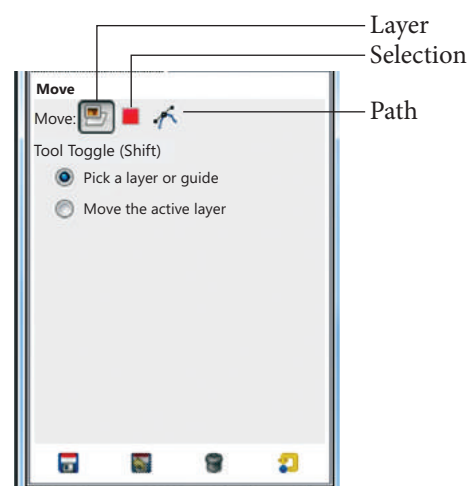 Layer
Selection
Path
Move
Move:
Tool Toggle (Shift)
Pick a layer or guide
Move the active layer